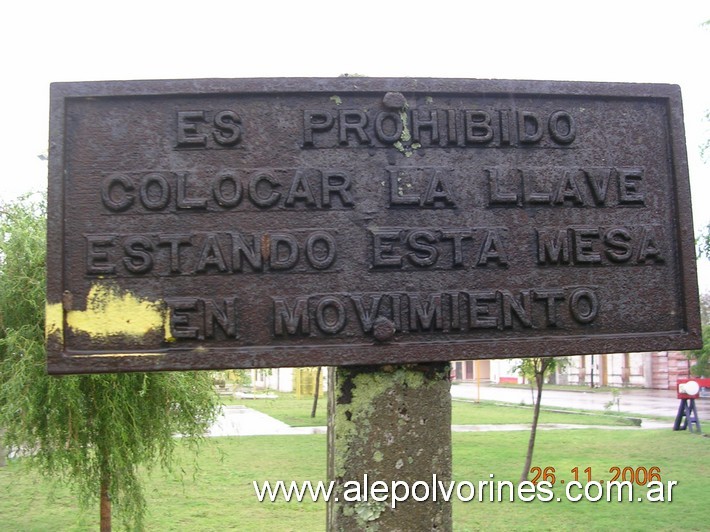 ES PROHIBIDO
COLOCAR LA LLAVE
ESTANDO ESTA MESA
EN MOVIMIENTO
26.11.2006
www.alepolvorines.com.ar